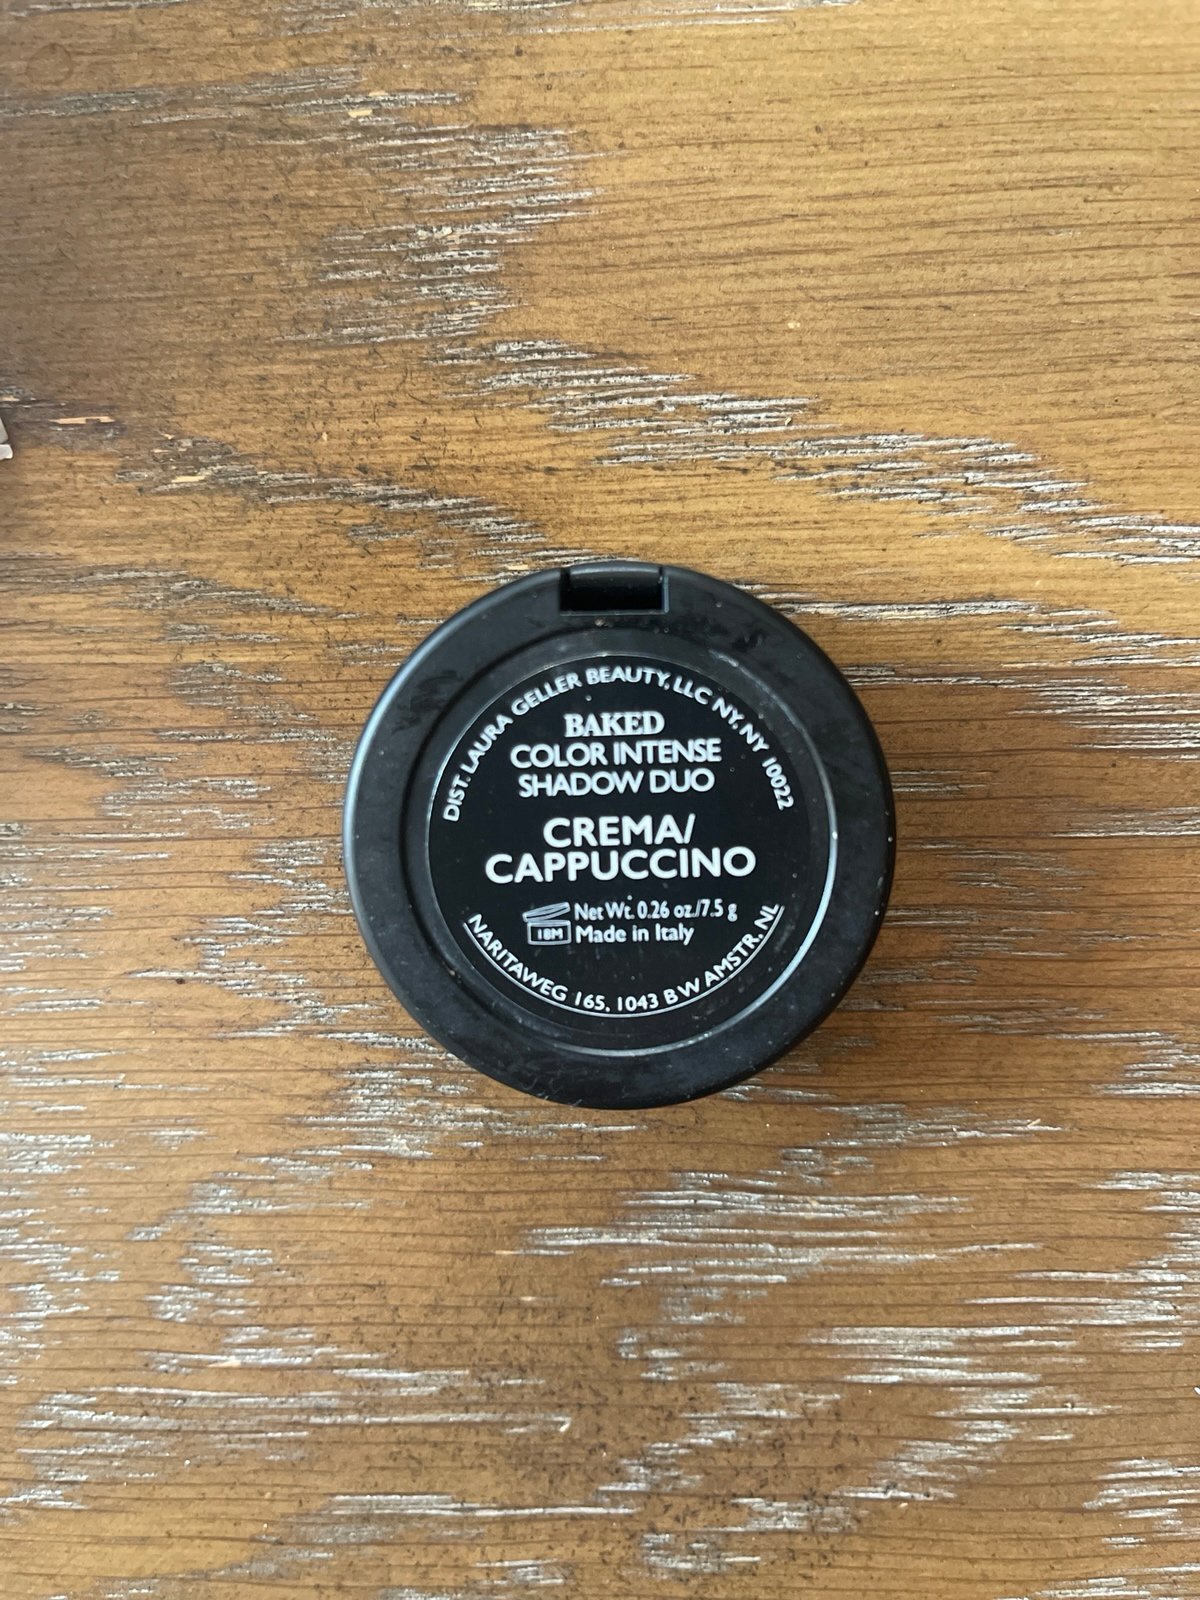 DIST. LAURA GELLER BEAUTY, LLC NY, NY 10022
BAKED
COLOR INTENSE
SHADOW DUO
CREMA/
CAPPUCCINO
18M
Net Wt. 0.26 oz./7.5 g
Made in Italy
NARITAWEG 165, 1043 BW AMSTR. NL